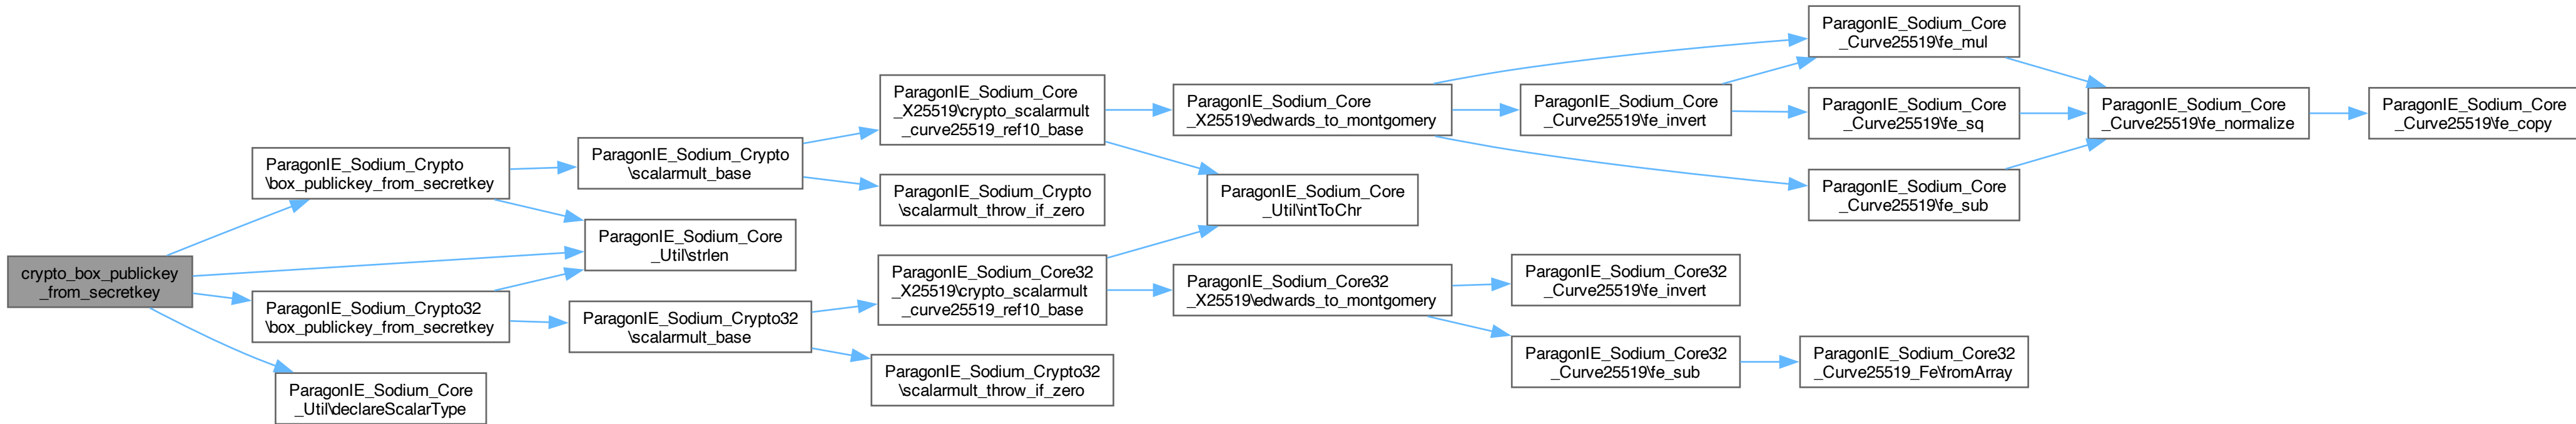 crypto_box_publickey
_from_secretkey
ParagonIE_Sodium_Crypto
\box_publickey_from_secretkey
ParagonIE_Sodium_Crypto
\scalarmult_base
ParagonIE_Sodium_Core
_X25519\crypto_scalarmult
_curve25519_ref10_base
ParagonIE_Sodium_Core
_X25519\edwards_to_montgomery
ParagonIE_Sodium_Core
_Curve25519\fe_invert
ParagonIE_Sodium_Core
_Curve25519\fe_mul
ParagonIE_Sodium_Core
_Curve25519\fe_sq
ParagonIE_Sodium_Core
_Curve25519\fe_sub
ParagonIE_Sodium_Core
_Curve25519\fe_normalize
ParagonIE_Sodium_Core
_Curve25519\fe_copy
ParagonIE_Sodium_Crypto
\scalarmult_throw_if_zero
ParagonIE_Sodium_Core
_Util\intToChr
ParagonIE_Sodium_Core
_Util\strlen
ParagonIE_Sodium_Crypto32
\box_publickey_from_secretkey
ParagonIE_Sodium_Crypto32
\scalarmult_base
ParagonIE_Sodium_Core32
_X25519\crypto_scalarmult
_curve25519_ref10_base
ParagonIE_Sodium_Core32
_X25519\edwards_to_montgomery
ParagonIE_Sodium_Core32
_Curve25519\fe_invert
ParagonIE_Sodium_Core32
_Curve25519\fe_sub
ParagonIE_Sodium_Core32
_Curve25519_Fe\fromArray
ParagonIE_Sodium_Crypto32
\scalarmult_throw_if_zero
ParagonIE_Sodium_Core
_Util\declareScalarType